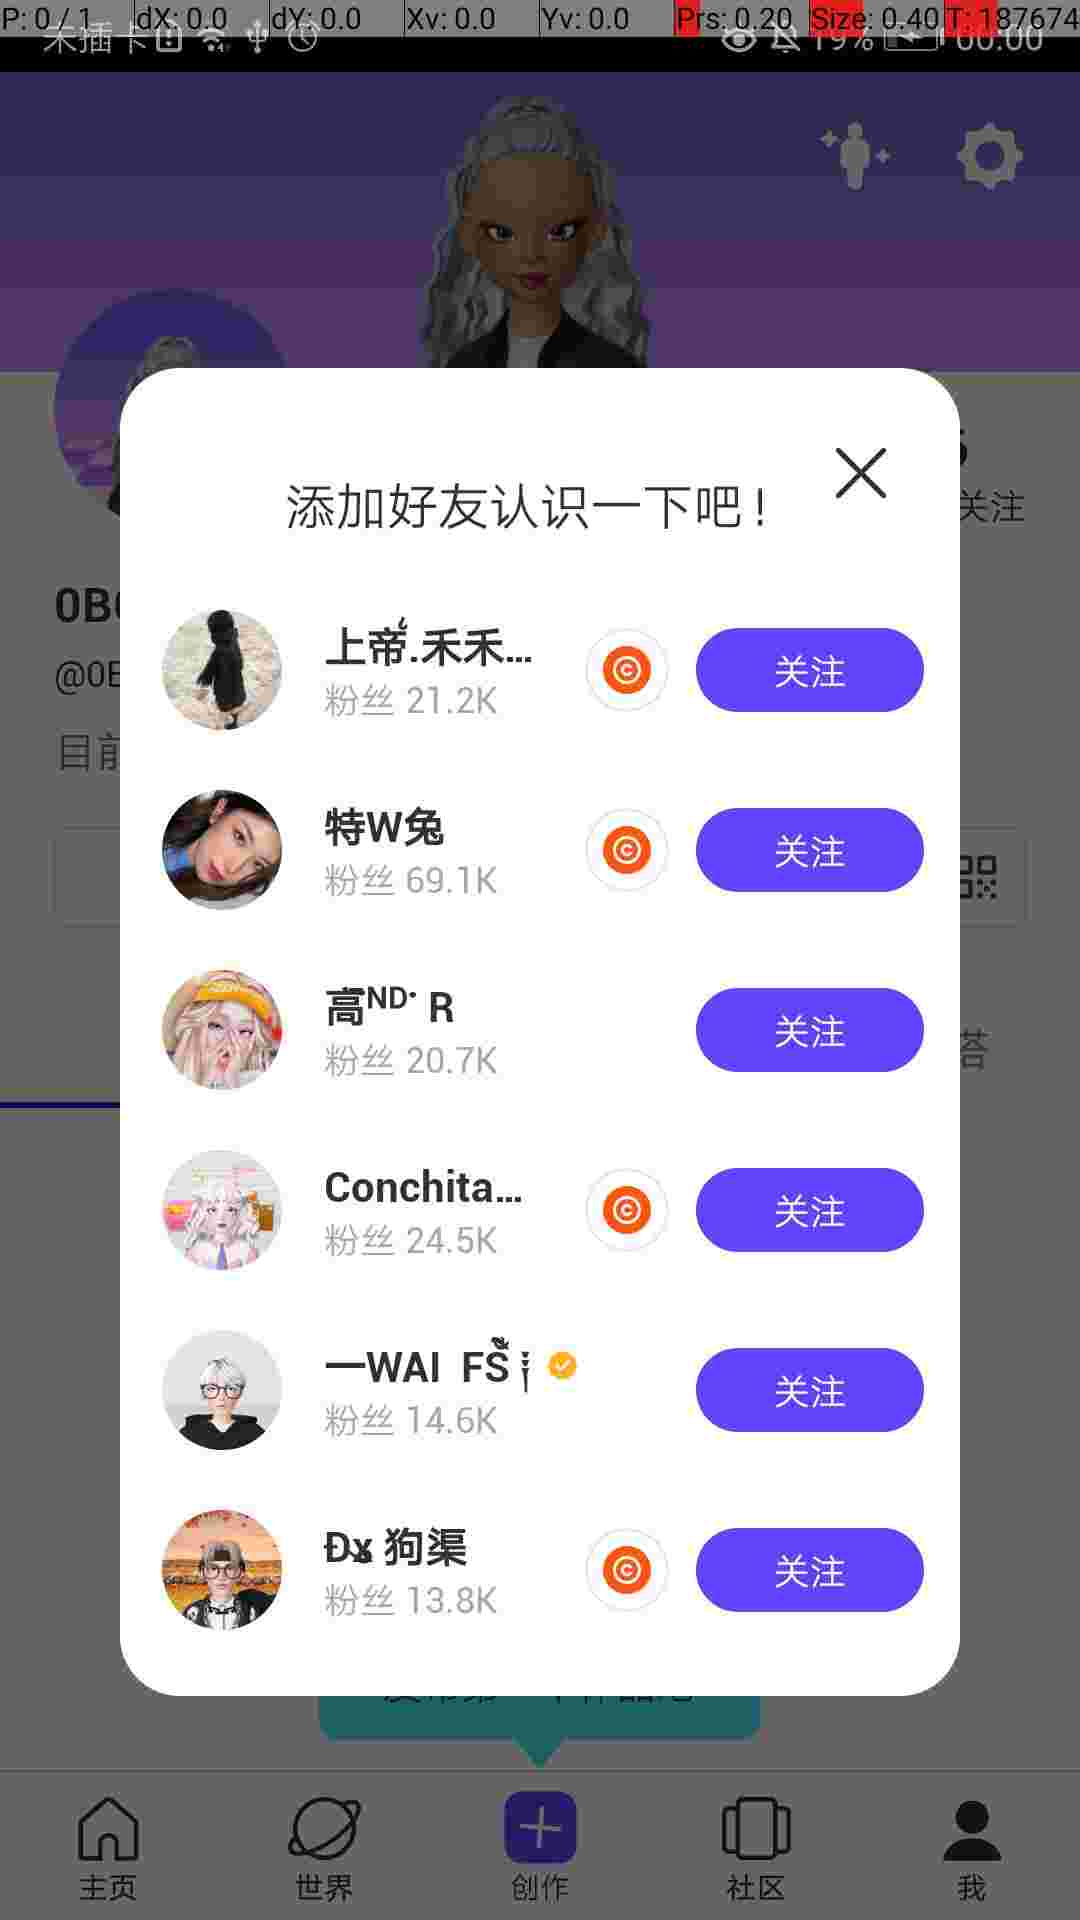 P: 0 / 1 dX: 0.0 dY: 0.0 Xv: 0.0 Yv: 0.0 Prs: 0.20 Size: 0.40 T: 187674
未插卡 19% 00:00
关注
添加好友认识一下吧!
@0B
目前
上帝.禾禾...
粉丝 21.2K
关注
特W兔
粉丝 69.1K
关注
高ᴺᴰ· R
粉丝 20.7K
关注
Conchita...
粉丝 24.5K
关注
一WAI FS
粉丝 14.6K
关注
Dx 狗渠
粉丝 13.8K
关注
主页
世界
创作
社区
我